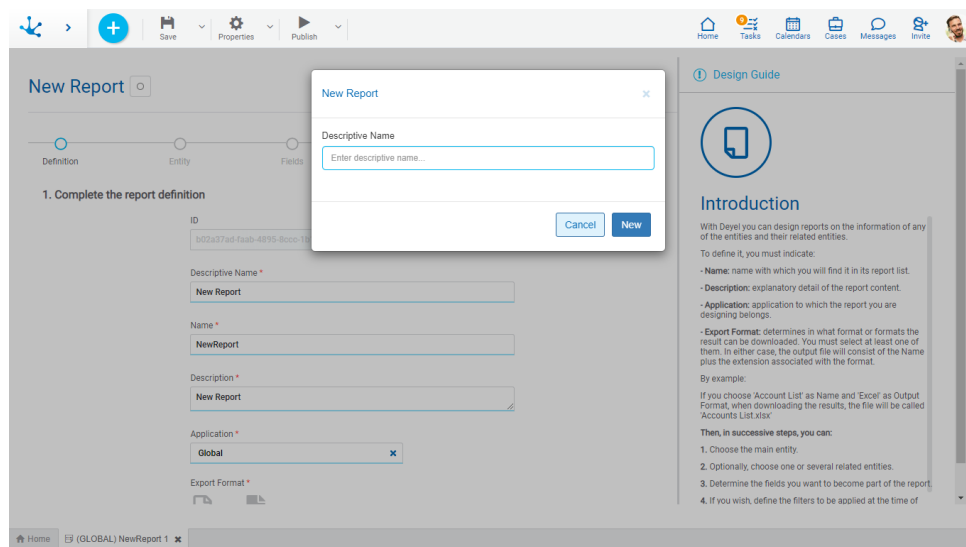 Save
Properties
Publish
Home
9
Tasks
Calendars
Cases
Messages
Invite
New Report
Definition
Entity
Fields
1. Complete the report definition
ID
Descriptive Name *
New Report
Name *
NewReport
Description *
New Report
Application *
Global
Export Format *
New Report
Descriptive Name
Enter descriptive name...
Cancel
New
Design Guide
Introduction
With Deyel you can design reports on the information of any
of the entities and their related entities.
To define it, you must indicate:
- Name: name with which you will find it in its report list.
- Description: explanatory detail of the report content.
- Application: application to which the report you are
designing belongs.
- Export Format: determines in what format or formats the
result can be downloaded. You must select at least one of
them. In either case, the output file will consist of the Name
plus the extension associated with the format.
By example:
If you choose 'Account List' as Name and 'Excel' as Output
Format, when downloading the results, the file will be called
'Accounts List.xlsx'
Then, in successive steps, you can:
1. Choose the main entity.
2. Optionally, choose one or several related entities.
3. Determine the fields you want to become part of the report.
4. If you wish, define the filters to be applied at the time of
Home
(GLOBAL) NewReport 1